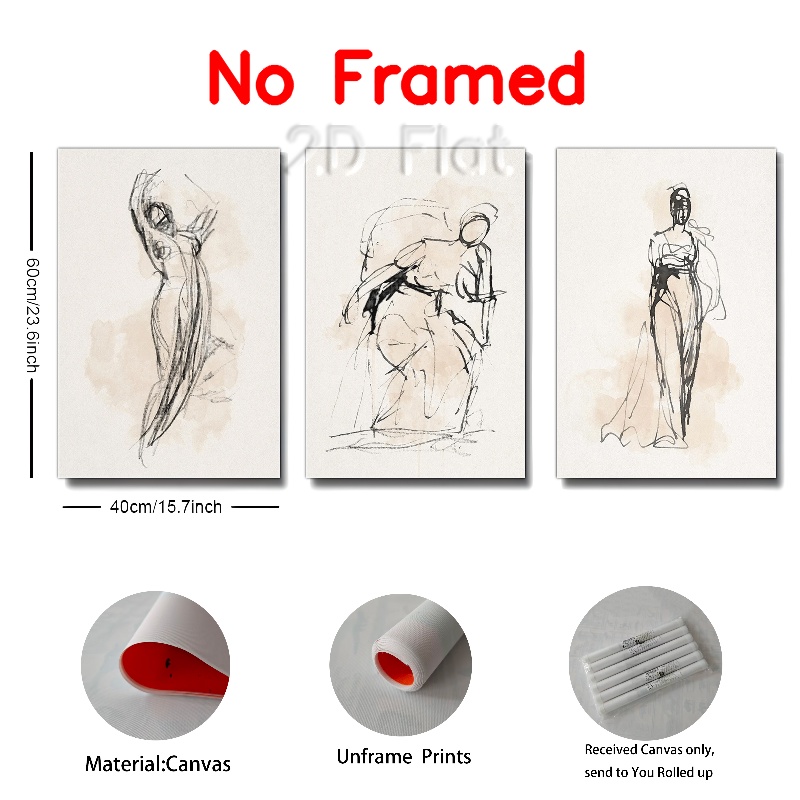 No Framed
2D Flat
60cm/23.6inch
40cm/15.7inch
Material:Canvas
Unframe Prints
Received Canvas only,
send to You Rolled up